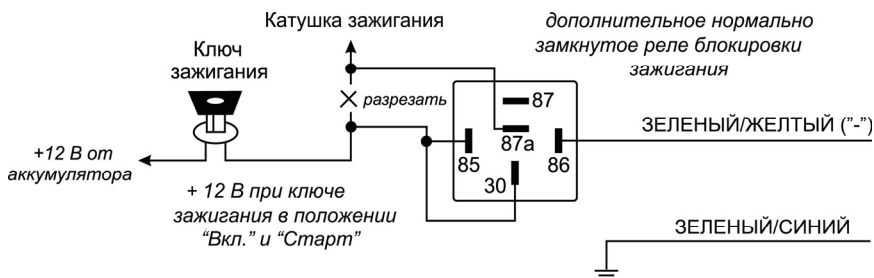 Катушка зажигания
дополнительное нормально
замкнутое реле блокировки
зажигания
Ключ
зажигания
разрезать
87
87a
85
86
30
ЗЕЛЕНЫЙ/ЖЕЛТЫЙ ("-")
+12 В от
аккумулятора
+ 12 В при ключе
зажигания в положении
“Вкл.” и “Старт”
ЗЕЛЕНЫЙ/СИНИЙ